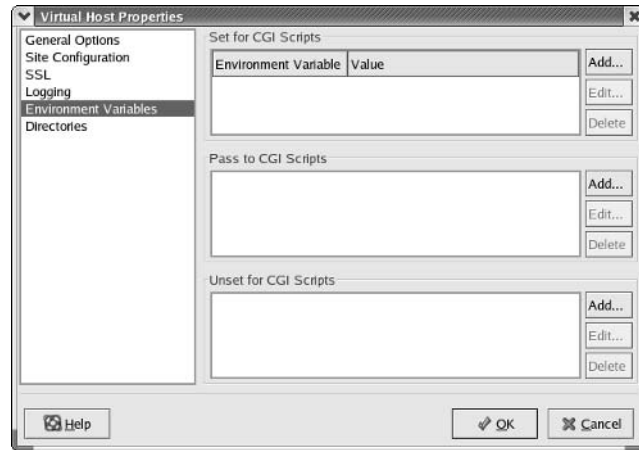 Virtual Host Properties
General Options
Site Configuration
SSL
Logging
Environment Variables
Directories
Set for CGI Scripts
Environment Variable Value
Add...
Edit...
Delete
Pass to CGI Scripts
Add...
Edit...
Delete
Unset for CGI Scripts
Add...
Edit...
Delete
Help
OK
Cancel